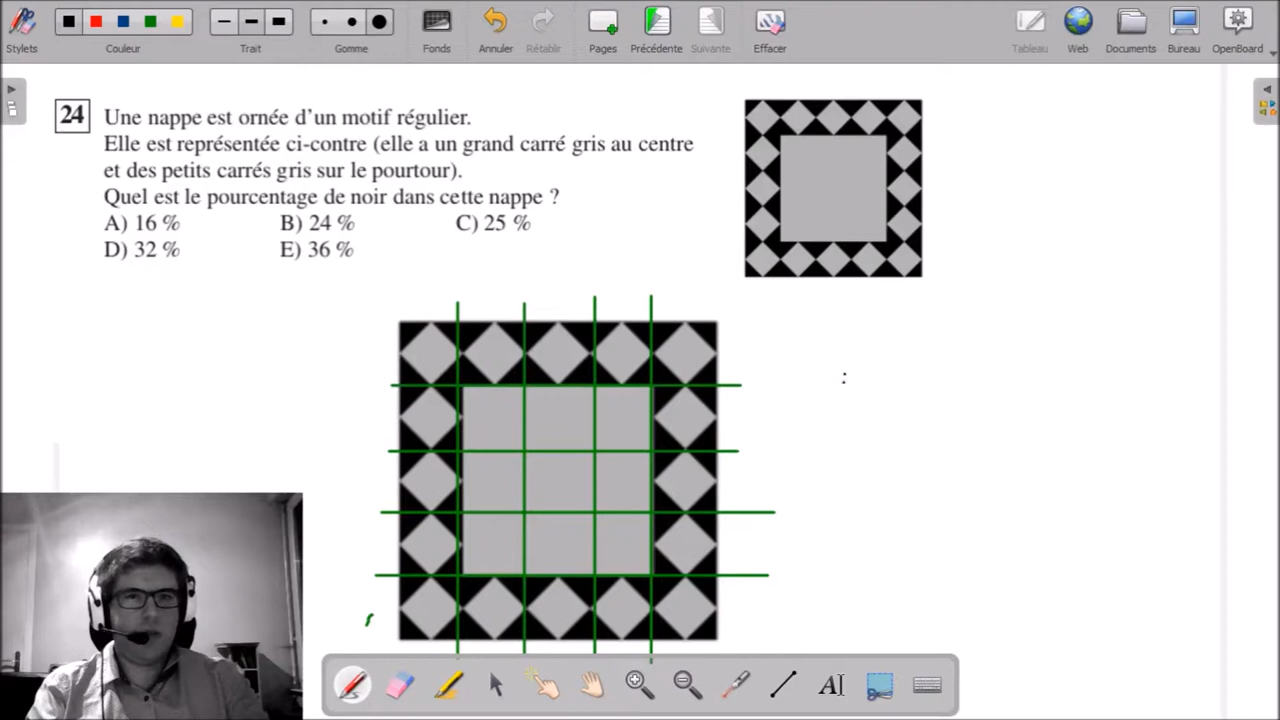 Stylets
Couleur
Trait
Gomme
Fonds
Annuler
Rétablir
Pages
Précédente
Suivante
Effacer
Tableau
Web
Documents
Bureau
OpenBoard
24 Une nappe est ornée d'un motif régulier.
Elle est représentée ci-contre (elle a un grand carré gris au centre
et des petits carrés gris sur le pourtour).
Quel est le pourcentage de noir dans cette nappe ?
A) 16 % B) 24 % C) 25 %
D) 32 % E) 36 %